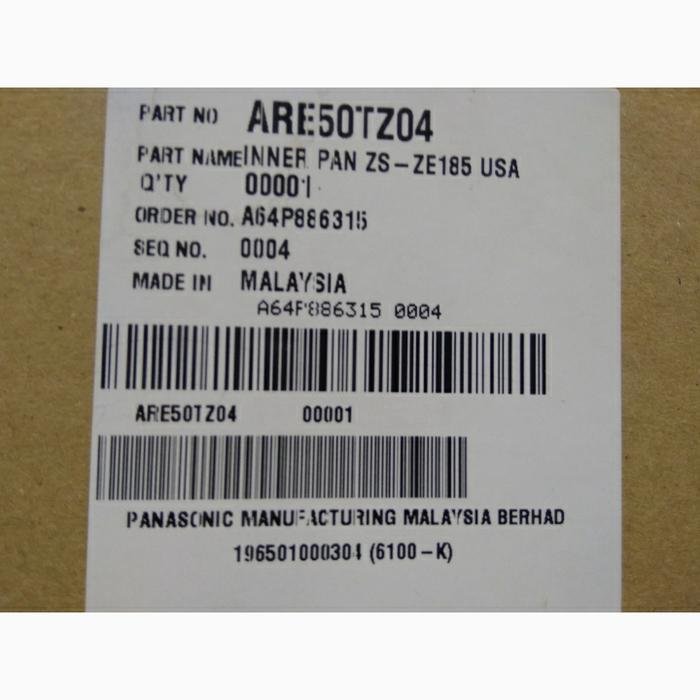 PART NO ARE50TZ04
PART NAME INNER PAN ZS-ZE185 USA
Q'TY 00001
ORDER NO. A64P886315
SEQ NO. 0004
MADE IN MALAYSIA
A64P886315 0004
ARE50TZ04 00001
PANASONIC MANUFACTURING MALAYSIA BERHAD
196501000304 (6100-K)